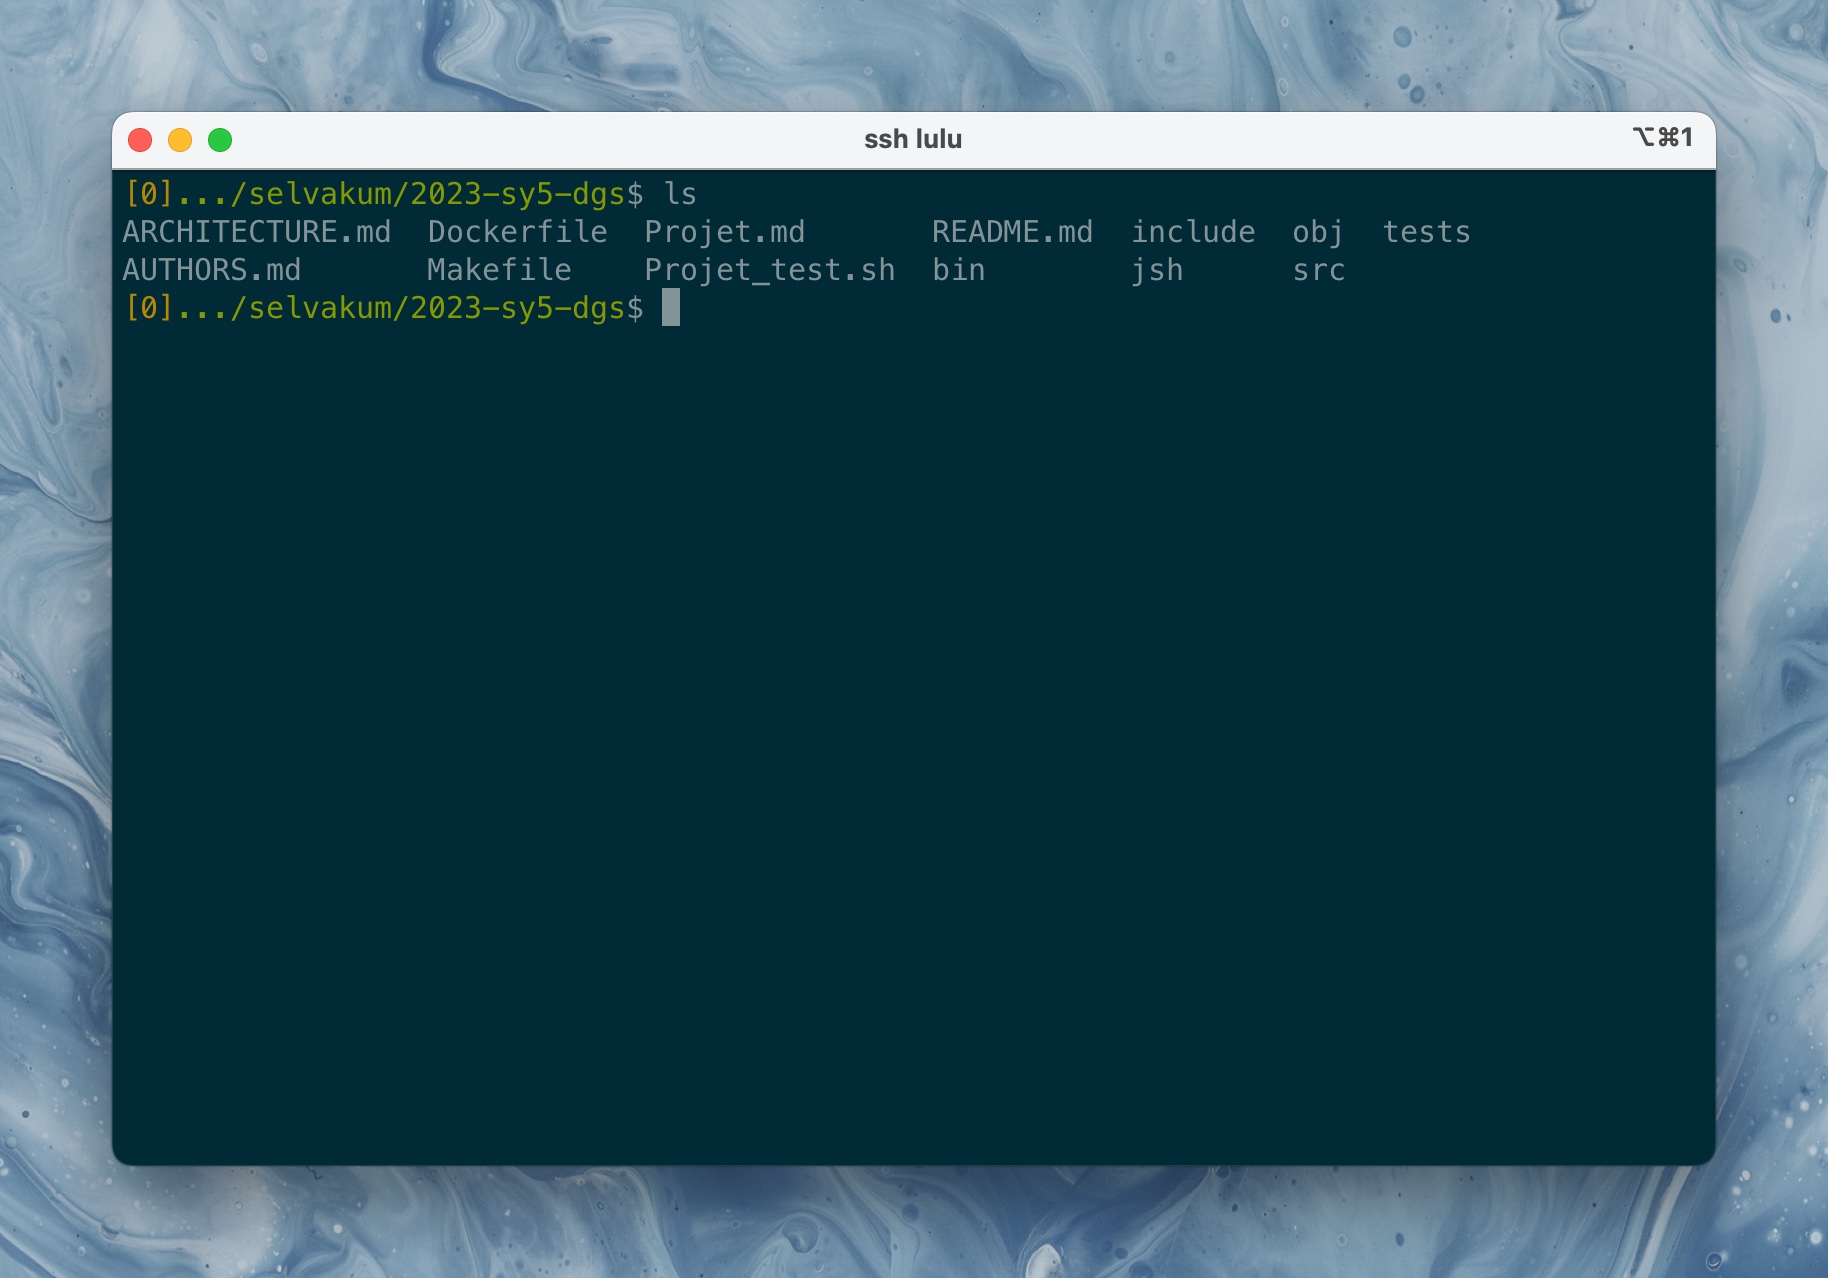 ssh lulu ⌥⌘1
[0].../selvakum/2023-sy5-dgs$ ls
ARCHITECTURE.md  Dockerfile  Projet.md       README.md  include  obj  tests
AUTHORS.md       Makefile    Projet_test.sh  bin        jsh      src
[0].../selvakum/2023-sy5-dgs$